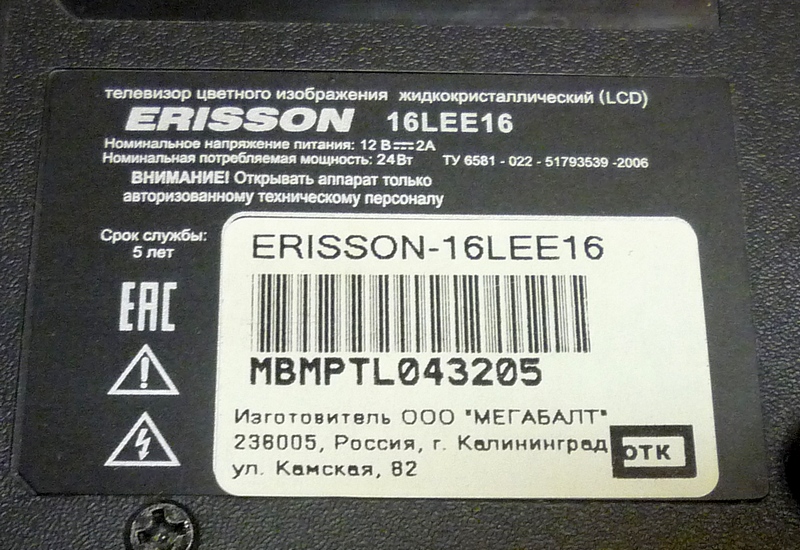 телевизор цветного изображения жидкокристаллический (LCD)
ERISSON 16LEE16
Номинальное напряжение питания: 12 В⎓2А
Номинальная потребляемая мощность: 24Вт ТУ 6581 - 022 - 51793539 -2006
ВНИМАНИЕ! Открывать аппарат только
авторизованному техническому персоналу
Срок службы:
5 лет
ERISSON-16LEE16
EAC
MBMPTL043205
Изготовитель ООО "МЕГАБАЛТ"
236005, Россия, г. Калининград
ул. Камская, 82
отк